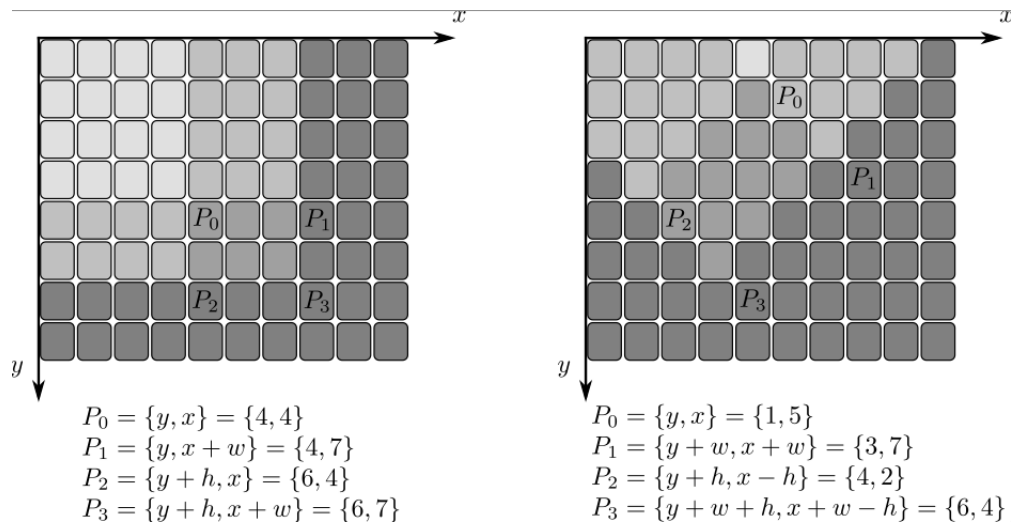 x
P_0 P_1
P_2 P_3
y
P_0 = {y, x} = {4, 4}
P_1 = {y, x + w} = {4, 7}
P_2 = {y + h, x} = {6, 4}
P_3 = {y + h, x + w} = {6, 7}
x
P_0
P_1
P_2
P_3
y
P_0 = {y, x} = {1, 5}
P_1 = {y + w, x + w} = {3, 7}
P_2 = {y + h, x − h} = {4, 2}
P_3 = {y + w + h, x + w − h} = {6, 4}